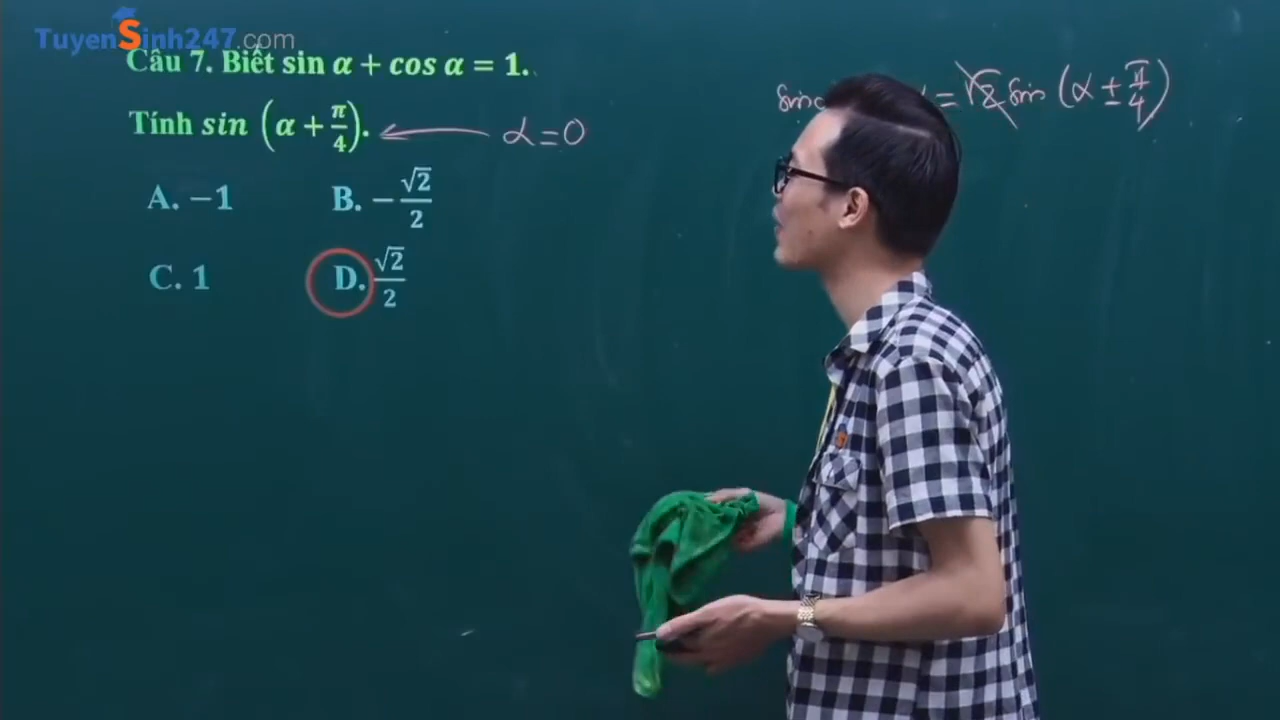 TuyenSinh247.com
Câu 7. Biết sin α + cos α = 1.
Tính sin (α + π/4).
α = 0
A. −1
B. −√2/2
C. 1
D. √2/2
= √2 sin (α ± π/4)